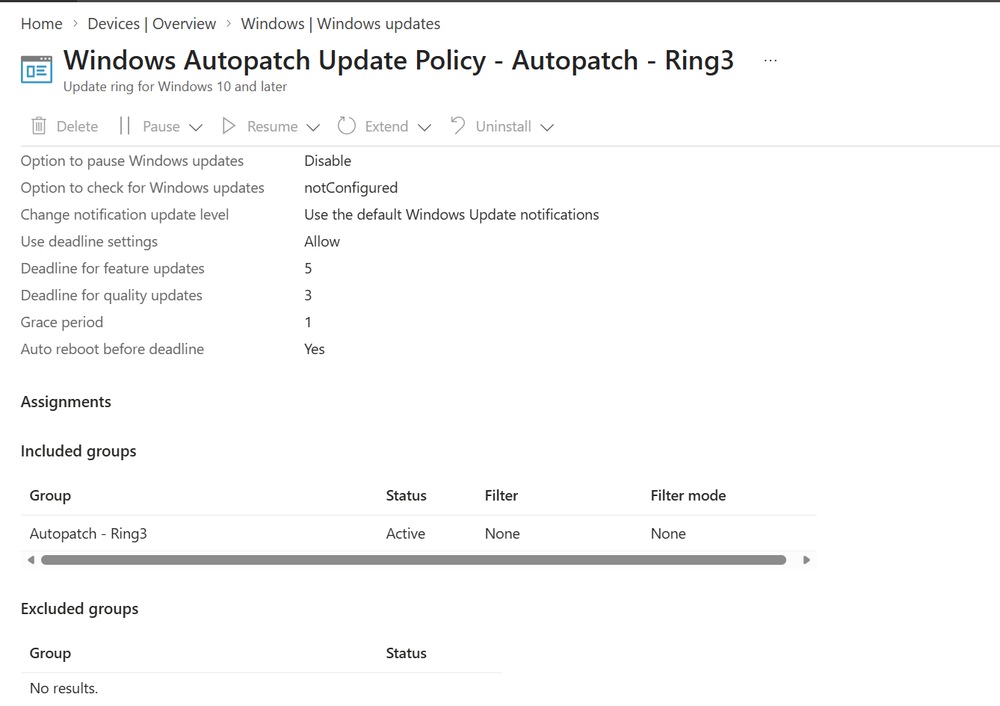 Home > Devices | Overview > Windows | Windows updates
Windows Autopatch Update Policy - Autopatch - Ring3 ...
Update ring for Windows 10 and later
Delete Pause Resume Extend Uninstall
Option to pause Windows updates Disable
Option to check for Windows updates notConfigured
Change notification update level Use the default Windows Update notifications
Use deadline settings Allow
Deadline for feature updates 5
Deadline for quality updates 3
Grace period 1
Auto reboot before deadline Yes
Assignments
Included groups
Group Status Filter Filter mode
Autopatch - Ring3 Active None None
Excluded groups
Group Status
No results.